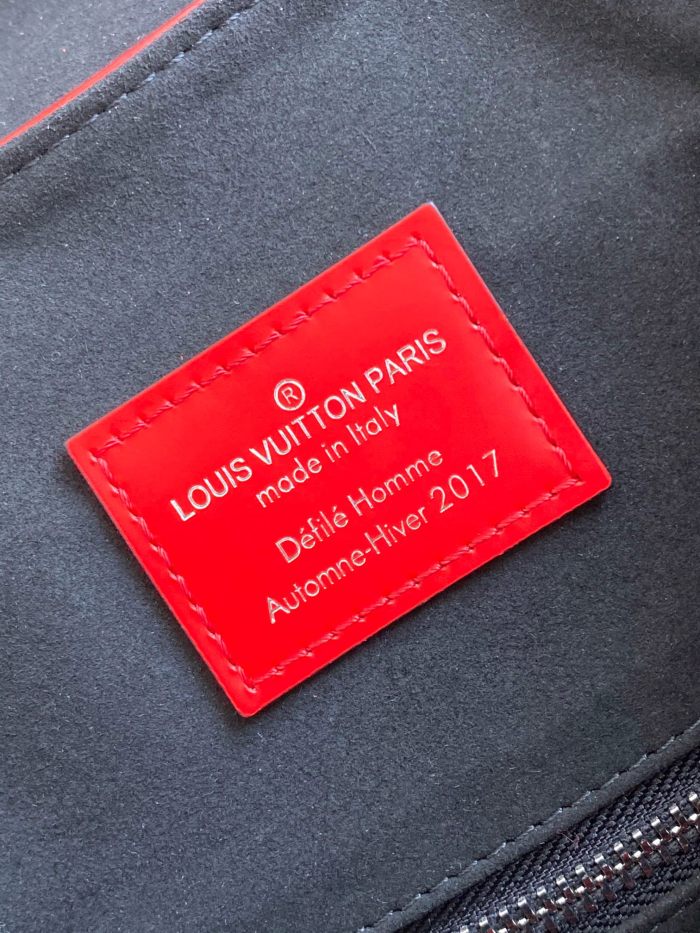 ®
LOUIS VUITTON PARIS
made in Italy
Défilé Homme
Automne-Hiver 2017